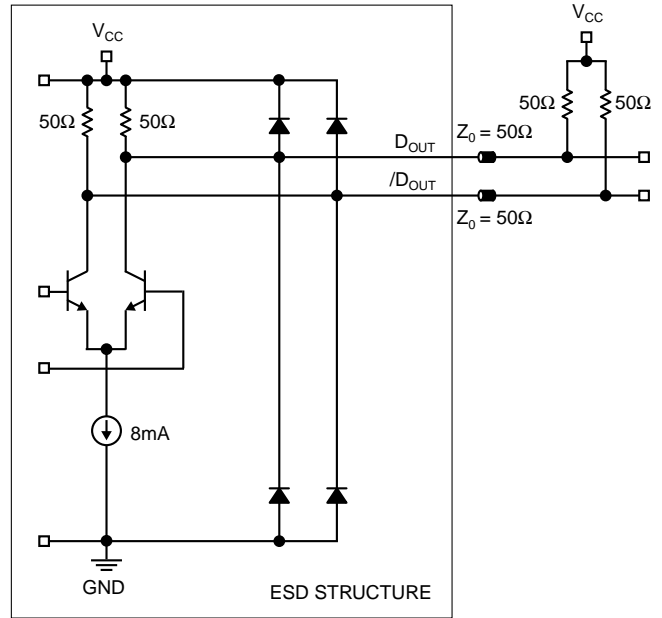 VCC
VCC
50Ω
50Ω
50Ω
50Ω
Z0 = 50Ω
DOUT
/DOUT
Z0 = 50Ω
8mA
GND
ESD STRUCTURE